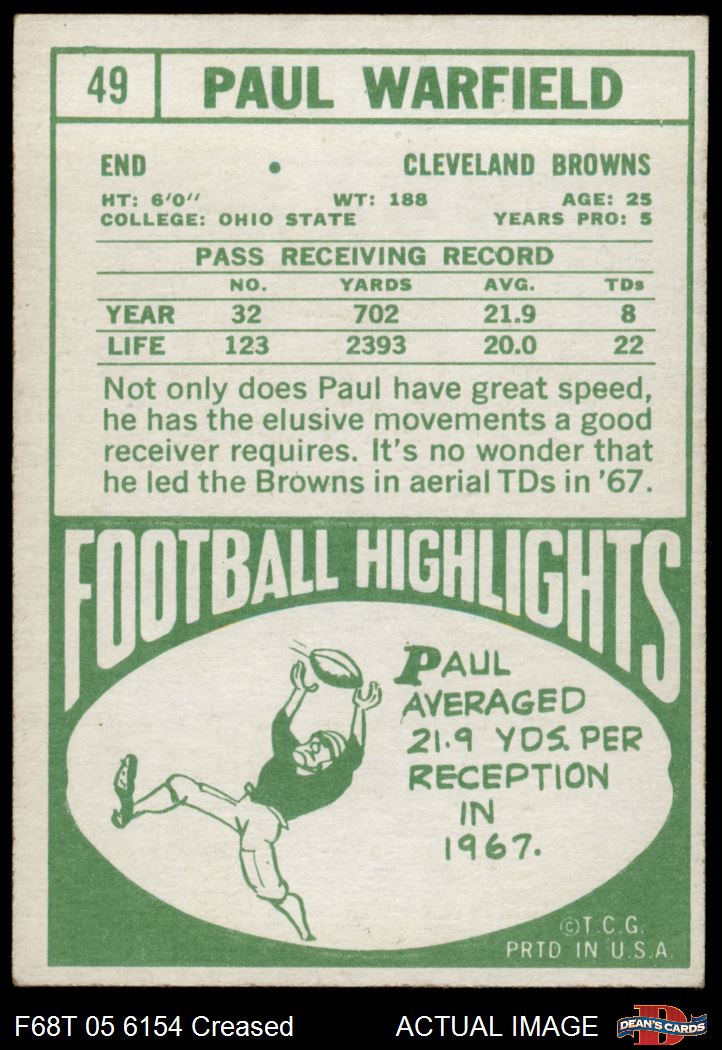 49 PAUL WARFIELD
END • CLEVELAND BROWNS
HT: 6'0" WT: 188 AGE: 25
COLLEGE: OHIO STATE YEARS PRO: 5
PASS RECEIVING RECORD
NO. YARDS AVG. TDs
YEAR 32 702 21.9 8
LIFE 123 2393 20.0 22
Not only does Paul have great speed,
he has the elusive movements a good
receiver requires. It's no wonder that
he led the Browns in aerial TDs in '67.
FOOTBALL HIGHLIGHTS
PAUL
AVERAGED
21.9 YDS. PER
RECEPTION
IN
1967.
©T.C.G.
PRTD IN U.S.A.
F68T 05 6154 Creased ACTUAL IMAGE D DEAN'S CARDS